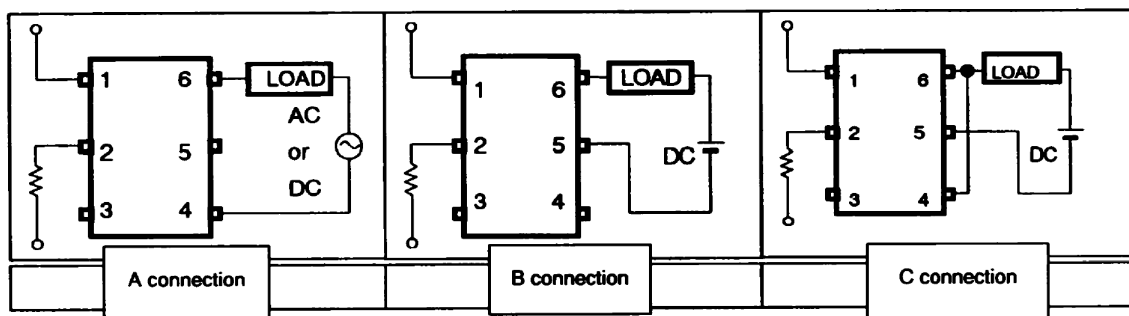 1 6 LOAD
AC
2 5 or
DC
3 4
A connection
1 6 LOAD
2 5 DC
3 4
B connection
1 6 LOAD
2 5 DC
3 4
C connection